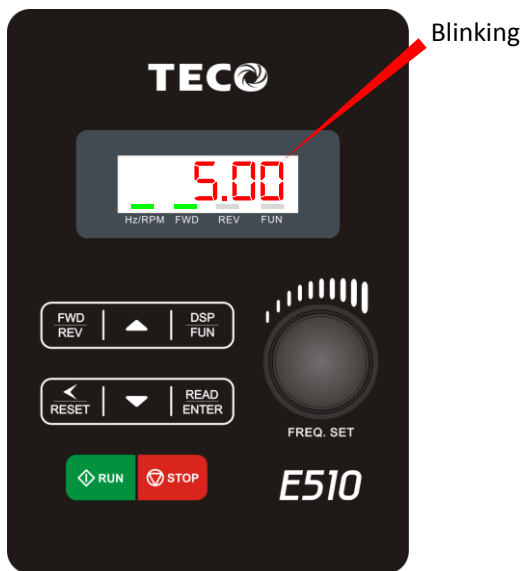 Blinking
TECO
5.00
Hz/RPM FWD REV FUN
FWD
REV
DSP
FUN
RESET
READ
ENTER
FREQ. SET
RUN STOP
E510